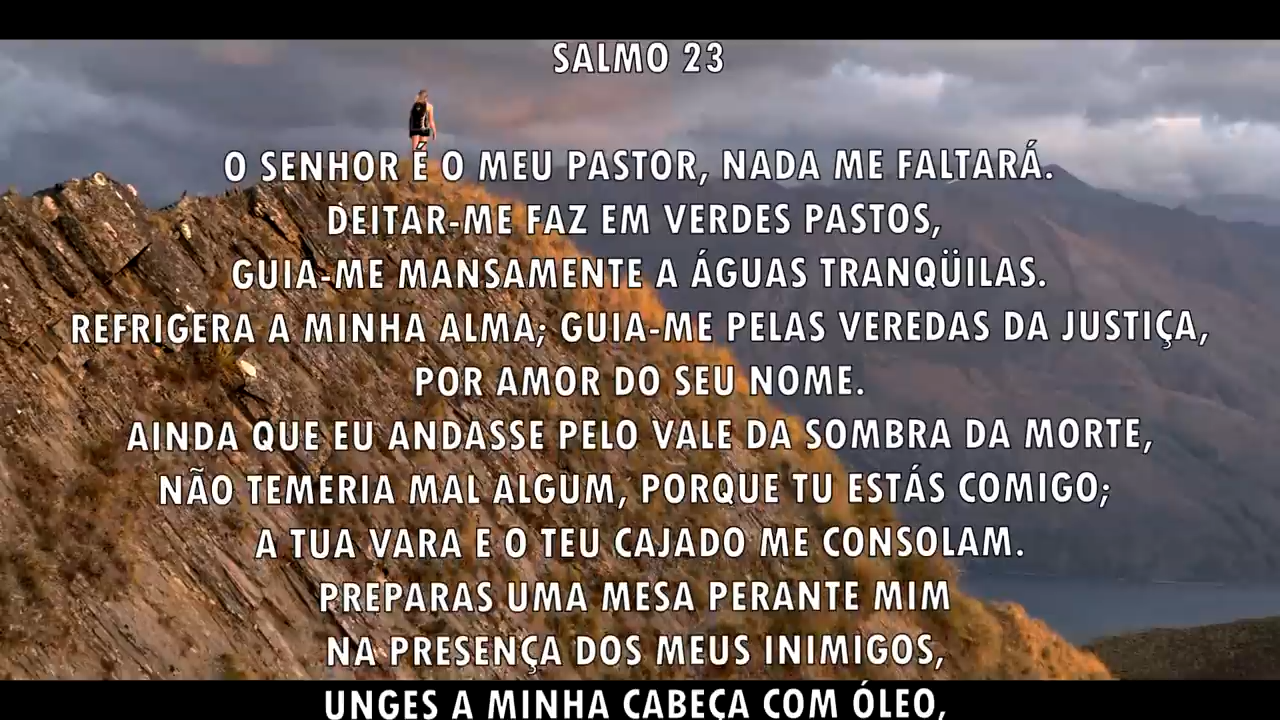 SALMO 23
O SENHOR É O MEU PASTOR, NADA ME FALTARÁ.
DEITAR-ME FAZ EM VERDES PASTOS,
GUIA-ME MANSAMENTE A ÁGUAS TRANQÜILAS.
REFRIGERA A MINHA ALMA; GUIA-ME PELAS VEREDAS DA JUSTIÇA,
POR AMOR DO SEU NOME.
AINDA QUE EU ANDASSE PELO VALE DA SOMBRA DA MORTE,
NÃO TEMERIA MAL ALGUM, PORQUE TU ESTÁS COMIGO;
A TUA VARA E O TEU CAJADO ME CONSOLAM.
PREPARAS UMA MESA PERANTE MIM
NA PRESENÇA DOS MEUS INIMIGOS,
UNGES A MINHA CABEÇA COM ÓLEO,